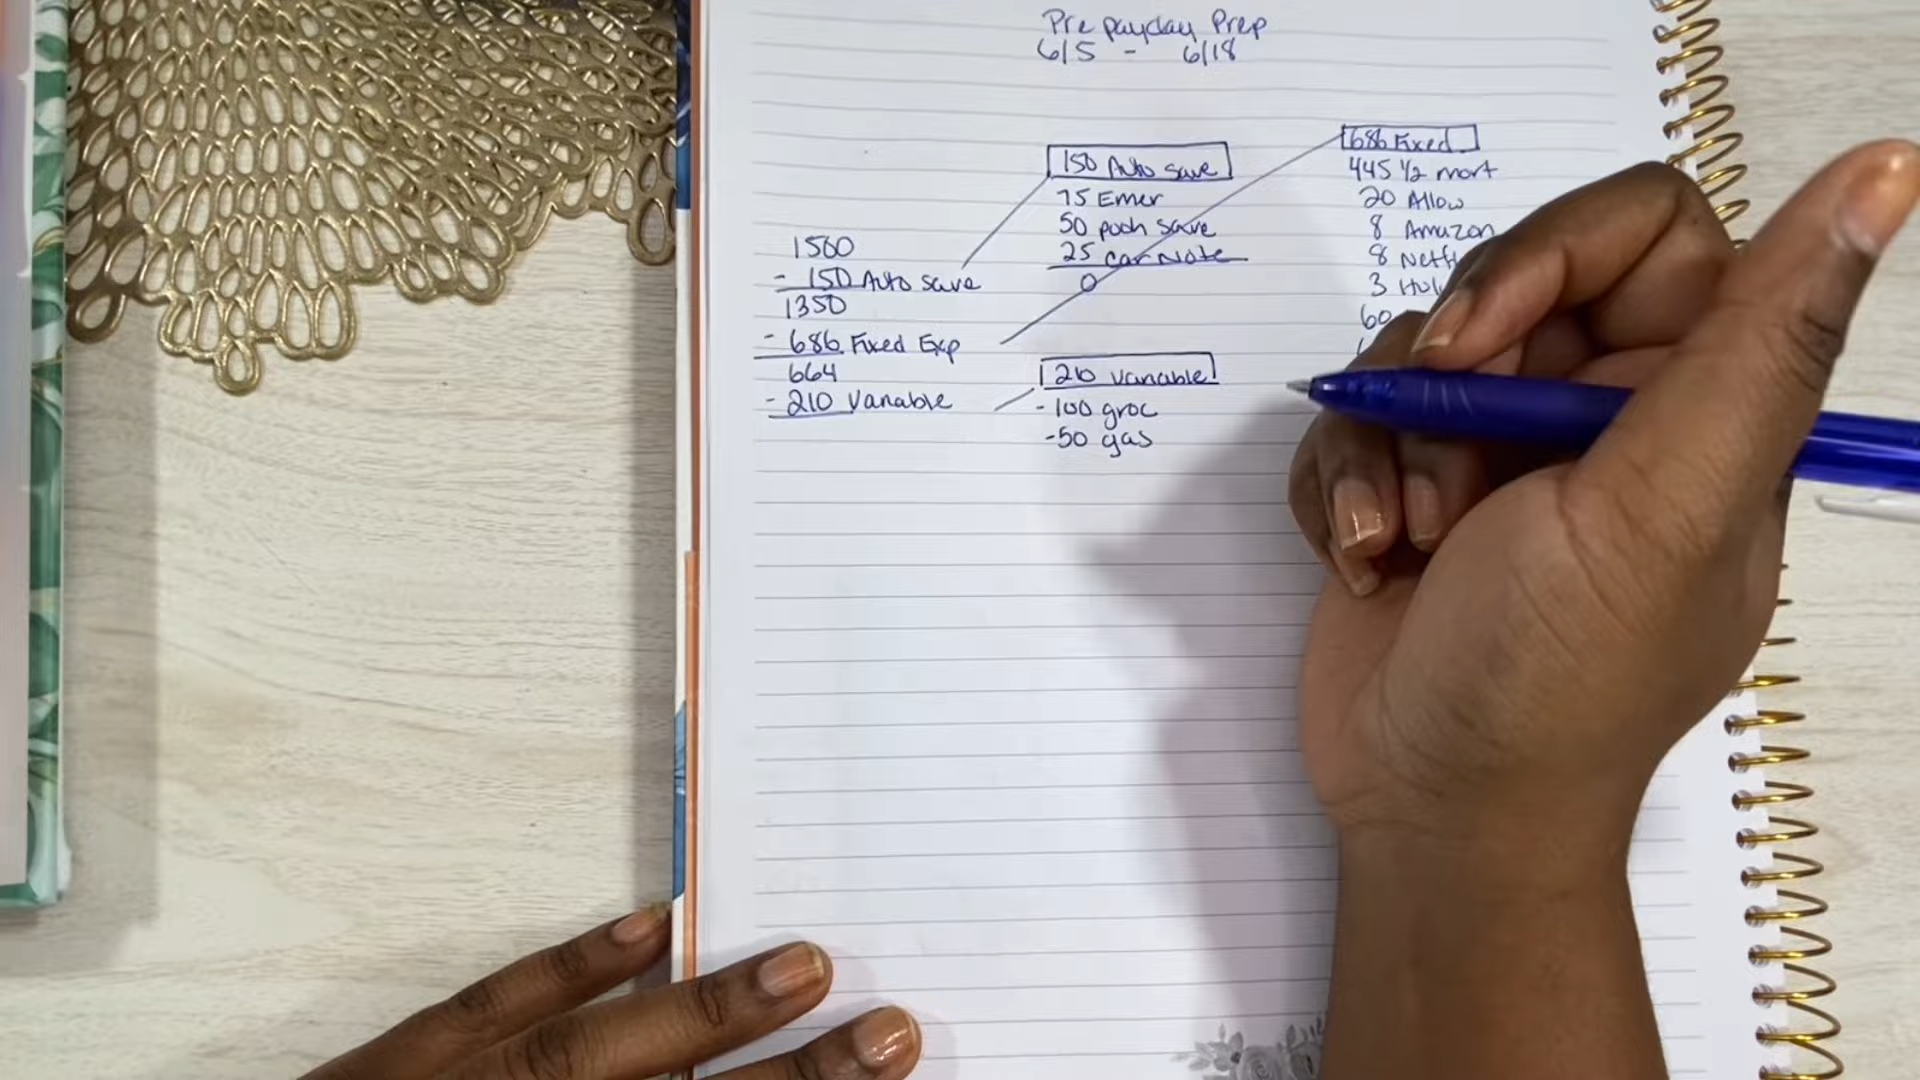 Pre payday Prep
6/5 - 6/18
1500
- 150 Auto save
1350
- 686 Fixed Exp
664
- 210 Variable
150 Auto save
75 Emer
50 pooh save
25 car note
0
210 variable
- 100 groc
- 50 gas
686 Fixed
445 1/2 mort
20 Allow
8 Amazon
8
3
60